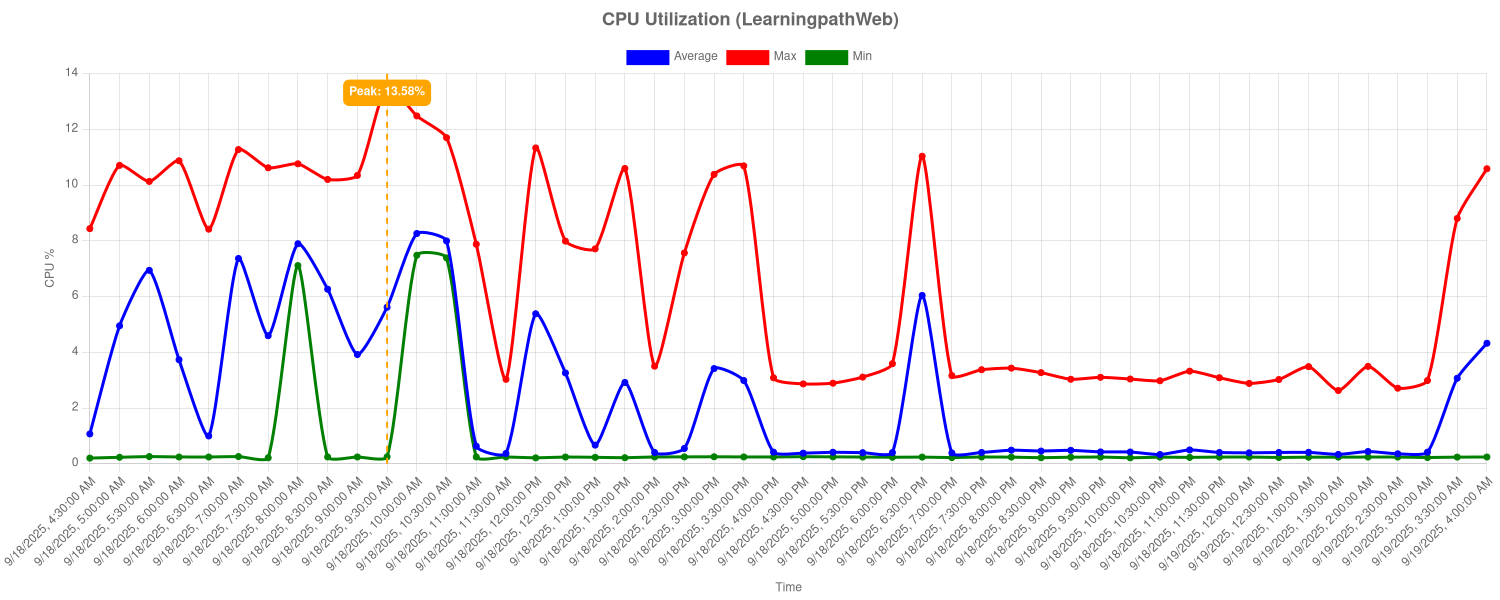 CPU Utilization (LearningpathWeb)
Average Max Min
Peak: 13.58%
14
12
10
8
6
4
2
0
CPU %
9/18/2025, 4:30:00 AM
9/18/2025, 5:00:00 AM
9/18/2025, 5:30:00 AM
9/18/2025, 6:00:00 AM
9/18/2025, 6:30:00 AM
9/18/2025, 7:00:00 AM
9/18/2025, 7:30:00 AM
9/18/2025, 8:00:00 AM
9/18/2025, 8:30:00 AM
9/18/2025, 9:00:00 AM
9/18/2025, 9:30:00 AM
9/18/2025, 10:00:00 AM
9/18/2025, 10:30:00 AM
9/18/2025, 11:00:00 AM
9/18/2025, 11:30:00 AM
9/18/2025, 12:00:00 PM
9/18/2025, 12:30:00 PM
9/18/2025, 1:00:00 PM
9/18/2025, 1:30:00 PM
9/18/2025, 2:00:00 PM
9/18/2025, 2:30:00 PM
9/18/2025, 3:00:00 PM
9/18/2025, 3:30:00 PM
9/18/2025, 4:00:00 PM
9/18/2025, 4:30:00 PM
9/18/2025, 5:00:00 PM
9/18/2025, 5:30:00 PM
9/18/2025, 6:00:00 PM
9/18/2025, 6:30:00 PM
9/18/2025, 7:00:00 PM
9/18/2025, 7:30:00 PM
9/18/2025, 8:00:00 PM
9/18/2025, 8:30:00 PM
9/18/2025, 9:00:00 PM
9/18/2025, 9:30:00 PM
9/18/2025, 10:00:00 PM
9/18/2025, 10:30:00 PM
9/18/2025, 11:00:00 PM
9/18/2025, 11:30:00 PM
9/19/2025, 12:00:00 AM
9/19/2025, 12:30:00 AM
9/19/2025, 1:00:00 AM
9/19/2025, 1:30:00 AM
9/19/2025, 2:00:00 AM
9/19/2025, 2:30:00 AM
9/19/2025, 3:00:00 AM
9/19/2025, 3:30:00 AM
9/19/2025, 4:00:00 AM
Time